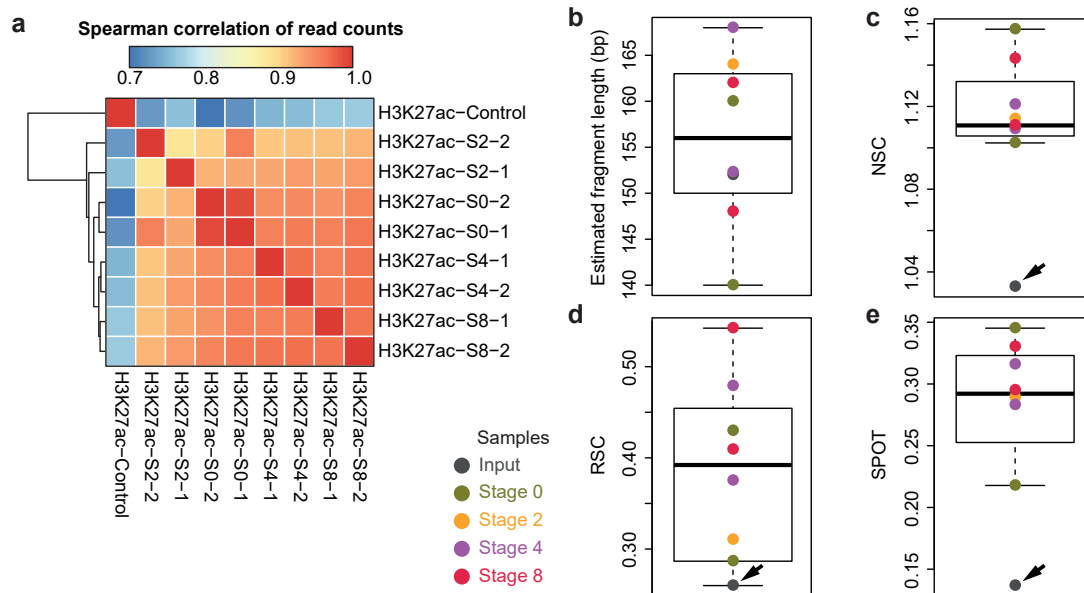 a
Spearman correlation of read counts
0.7 0.8 0.9 1.0
H3K27ac−Control
H3K27ac−S2−2
H3K27ac−S2−1
H3K27ac−S0−2
H3K27ac−S0−1
H3K27ac−S4−1
H3K27ac−S4−2
H3K27ac−S8−1
H3K27ac−S8−2
H3K27ac−Control
H3K27ac−S2−2
H3K27ac−S2−1
H3K27ac−S0−2
H3K27ac−S0−1
H3K27ac−S4−1
H3K27ac−S4−2
H3K27ac−S8−1
H3K27ac−S8−2
Samples
Input
Stage 0
Stage 2
Stage 4
Stage 8
b
Estimated fragment length (bp)
140 145 150 155 160 165
c
NSC
1.04 1.08 1.12 1.16
d
RSC
0.30 0.40 0.50
e
SPOT
0.15 0.20 0.25 0.30 0.35